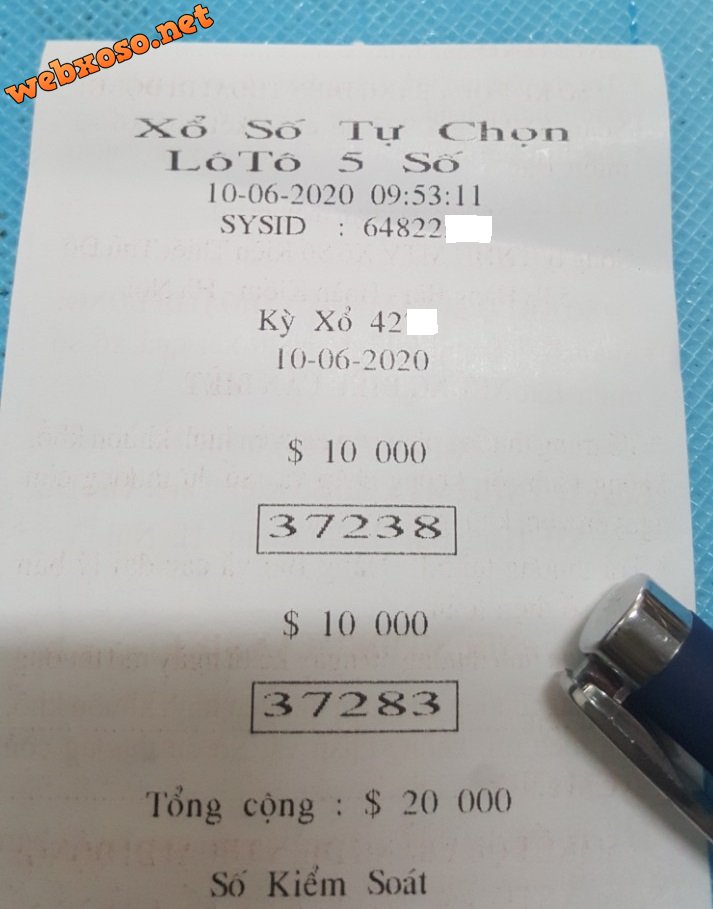 webxoso.net
Xổ Số Tự Chọn
LôTô 5 Số
10-06-2020 09:53:11
SYSID : 64822
Kỳ Xổ 42
10-06-2020
$ 10 000
37238
$ 10 000
37283
Tổng cộng : $ 20 000
Số Kiểm Soát